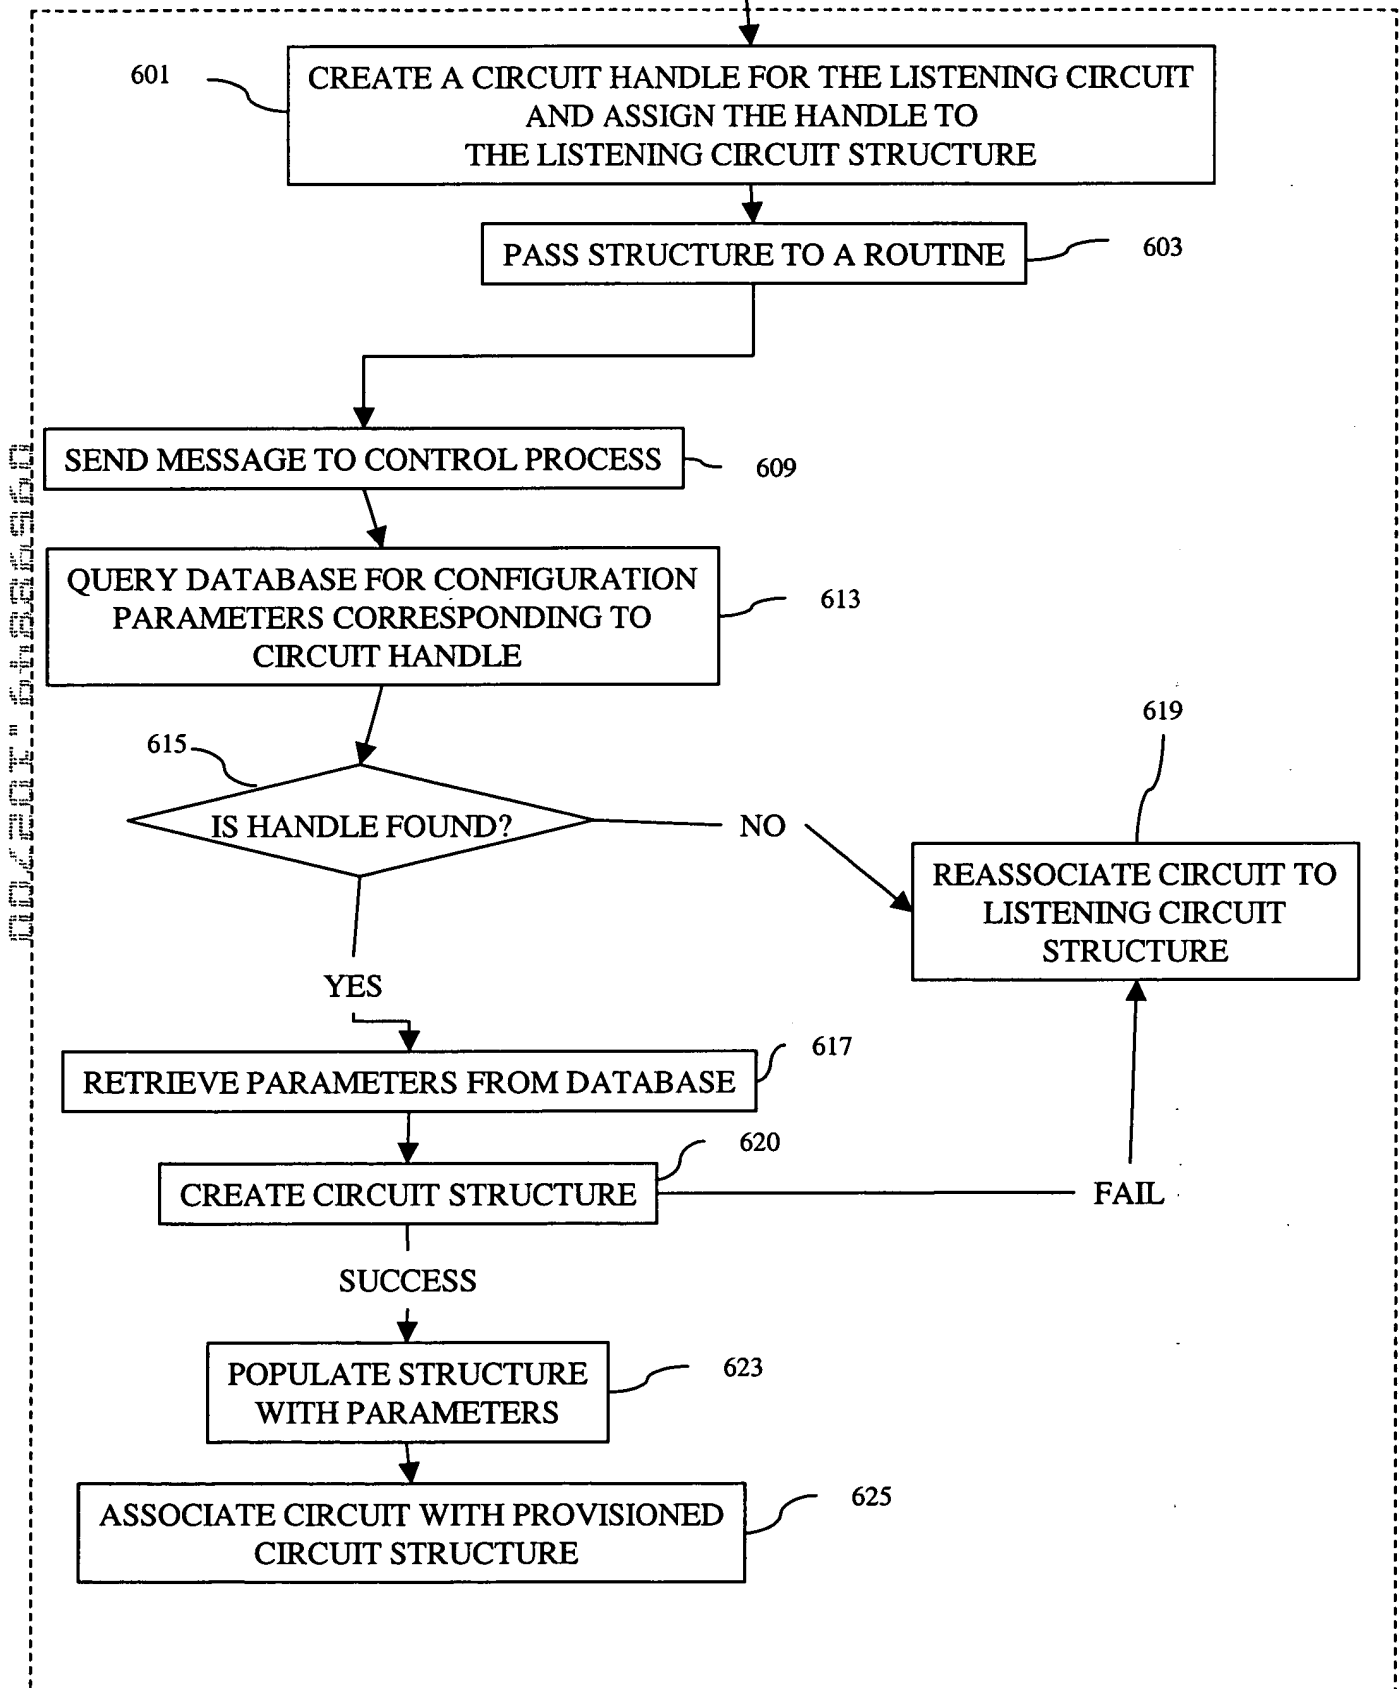 601
CREATE A CIRCUIT HANDLE FOR THE LISTENING CIRCUIT
AND ASSIGN THE HANDLE TO
THE LISTENING CIRCUIT STRUCTURE
PASS STRUCTURE TO A ROUTINE
603
SEND MESSAGE TO CONTROL PROCESS
609
QUERY DATABASE FOR CONFIGURATION
PARAMETERS CORRESPONDING TO
CIRCUIT HANDLE
613
615
IS HANDLE FOUND?
NO
619
REASSOCIATE CIRCUIT TO
LISTENING CIRCUIT
STRUCTURE
YES
617
RETRIEVE PARAMETERS FROM DATABASE
620
CREATE CIRCUIT STRUCTURE
FAIL
SUCCESS
POPULATE STRUCTURE
WITH PARAMETERS
623
ASSOCIATE CIRCUIT WITH PROVISIONED
CIRCUIT STRUCTURE
625